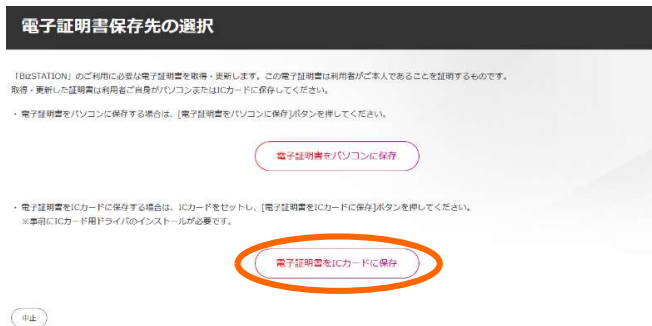 電子証明書保存先の選択
「BizSTATION」のご利用に必要な電子証明書を取得・更新します。この電子証明書は利用者がご本人であることを証明するものです。
取得・更新した証明書は利用者ご自身がパソコンまたはICカードに保存してください。
・ 電子証明書をパソコンに保存する場合は、[電子証明書をパソコンに保存]ボタンを押してください。
電子証明書をパソコンに保存
・ 電子証明書をICカードに保存する場合は、ICカードをセットし、[電子証明書をICカードに保存]ボタンを押してください。
※事前にICカード用ドライバのインストールが必要です。
電子証明書をICカードに保存
中止